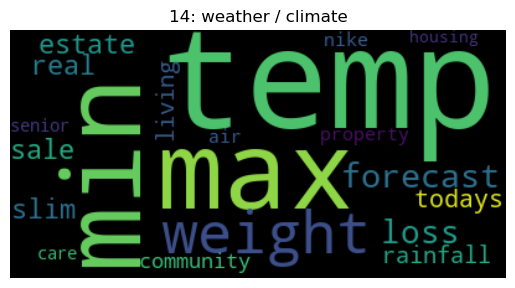 14: weather / climate
estate
nike
housing
real
temp
living
min
senior
air
property
sale
max
forecast
todays
slim
weight
loss
care
community
rainfall